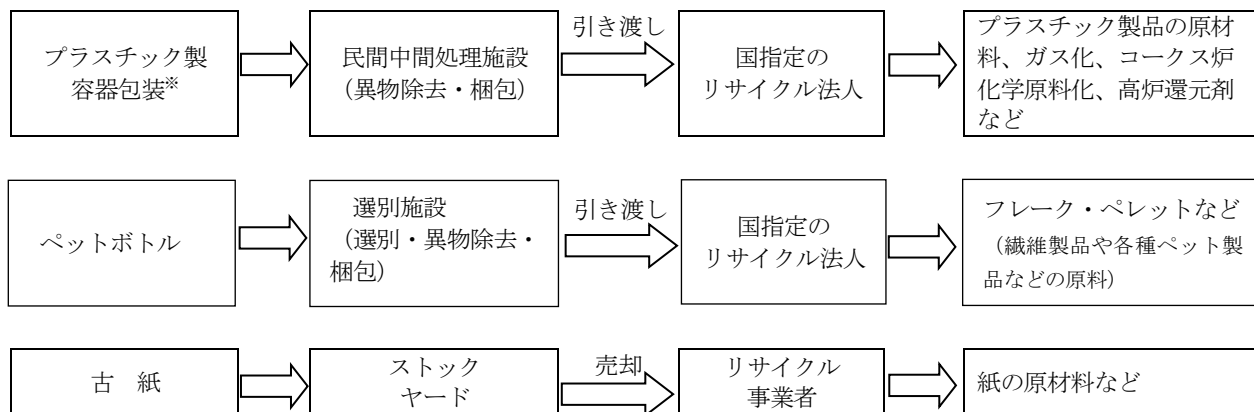 プラスチック製
容器包装※
民間中間処理施設
(異物除去・梱包)
引き渡し
国指定の
リサイクル法人
プラスチック製品の原材
料、ガス化、コークス炉
化学原料化、高炉還元剤
など
ペットボトル
選別施設
(選別・異物除去・
梱包)
引き渡し
国指定の
リサイクル法人
フレーク・ペレットなど
(繊維製品や各種ペット製
品などの原料)
古　紙
ストック
ヤード
売却
リサイクル
事業者
紙の原材料など